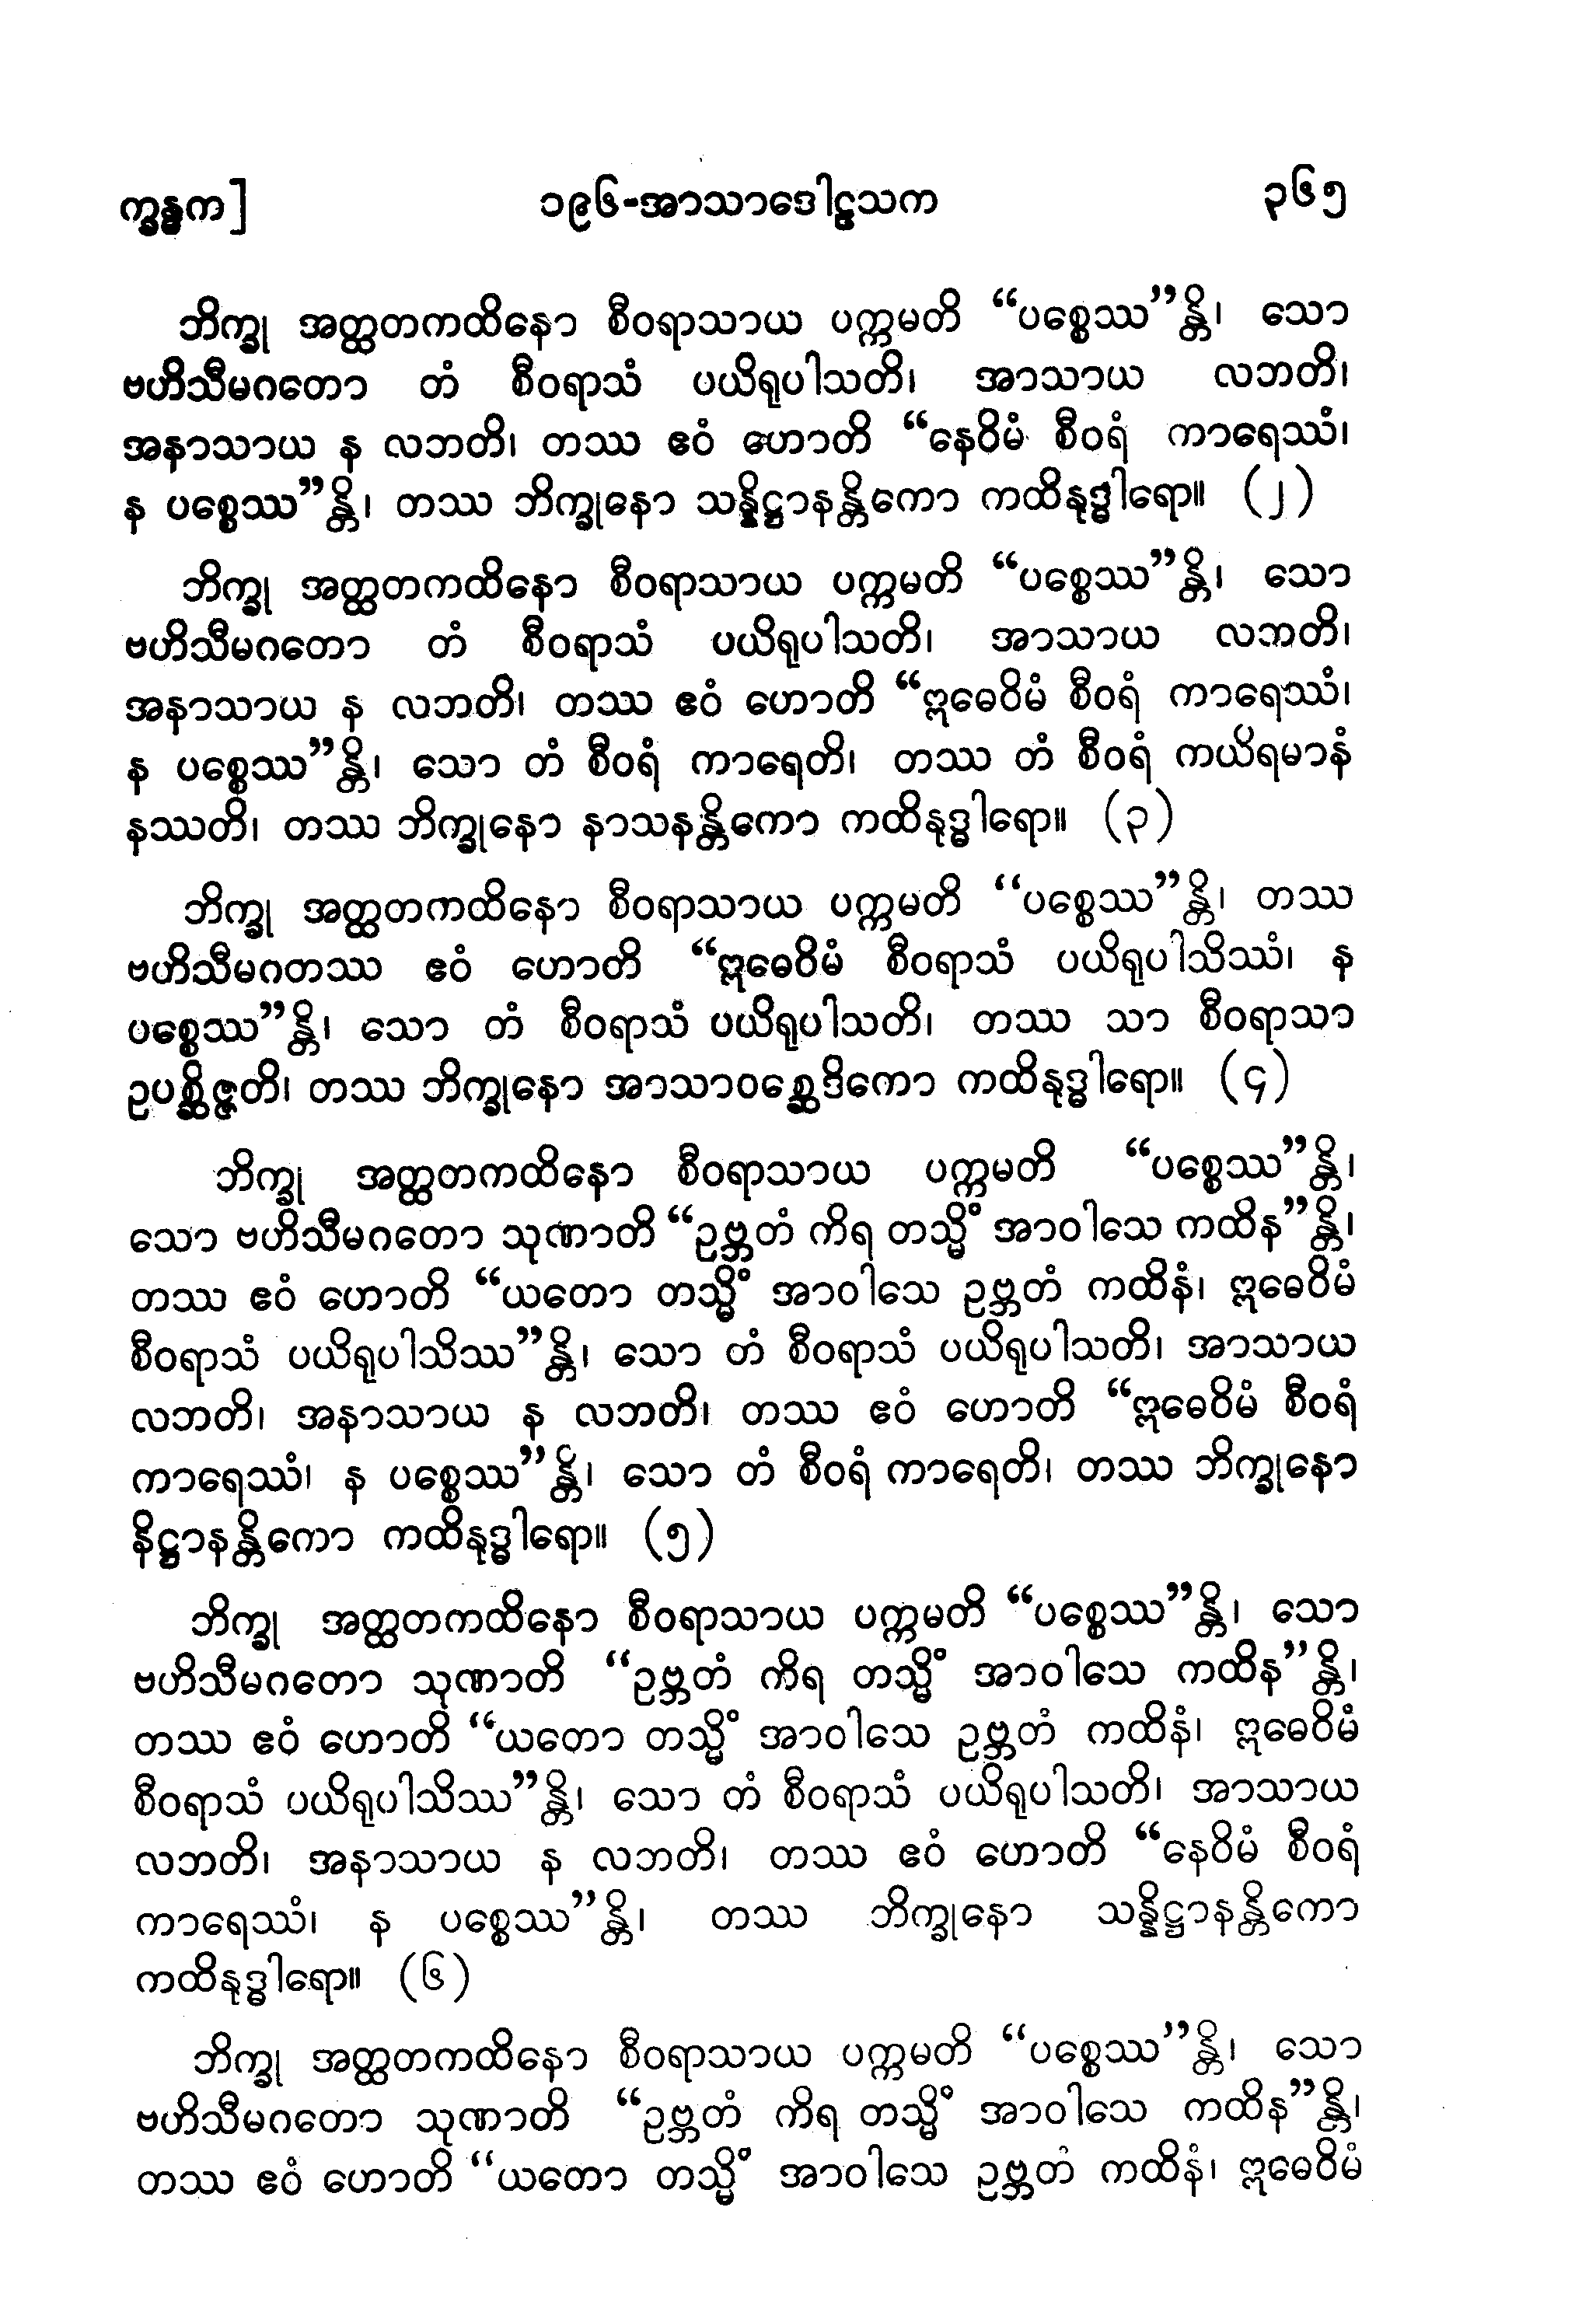 က္ခန္ဓက]
၁၉၆-အာသာဒေါဠသက
၃၆၅
ဘိက္ခု အတ္ထတကထိနော စီဝရာသာယ ပက္ကမတိ “ပစ္စေဿ”န္တိ၊ သော
ဗဟိသီမဂတော တံ စီဝရာသံ ပယိရုပါသတိ၊ အာသာယ လဘတိ၊
အနာသာယ န လဘတိ၊ တဿ ဧဝံ ဟောတိ “နေဝိမံ စီဝရံ ကာရေဿံ၊
န ပစ္စေဿ”န္တိ၊ တဿ ဘိက္ခုနော သန္နိဋ္ဌာနန္တိကော ကထိနုဒ္ဓါရော။ (၂)
ဘိက္ခု အတ္ထတကထိနော စီဝရာသာယ ပက္ကမတိ “ပစ္စေဿ”န္တိ၊ သော
ဗဟိသီမဂတော တံ စီဝရာသံ ပယိရုပါသတိ၊ အာသာယ လဘတိ၊
အနာသာယ န လဘတိ၊ တဿ ဧဝံ ဟောတိ “ဣဓေဝိမံ စီဝရံ ကာရေဿံ၊
န ပစ္စေဿ”န္တိ၊ သော တံ စီဝရံ ကာရေတိ၊ တဿ တံ စီဝရံ ကယိရမာနံ
နဿတိ၊ တဿ ဘိက္ခုနော နာသနန္တိကော ကထိနုဒ္ဓါရော။ (၃)
ဘိက္ခု အတ္ထတကထိနော စီဝရာသာယ ပက္ကမတိ “ပစ္စေဿ”န္တိ၊ တဿ
ဗဟိသီမဂတဿ ဧဝံ ဟောတိ “ဣဓေဝိမံ စီဝရာသံ ပယိရုပါသိဿံ၊ န
ပစ္စေဿ”န္တိ၊ သော တံ စီဝရာသံ ပယိရုပါသတိ၊ တဿ သာ စီဝရာသာ
ဥပစ္ဆိဇ္ဇတိ၊ တဿ ဘိက္ခုနော အာသာဝစ္ဆေဒိကော ကထိနုဒ္ဓါရော။ (၄)
ဘိက္ခု အတ္ထတကထိနော စီဝရာသာယ ပက္ကမတိ “ပစ္စေဿ”န္တိ၊
သော ဗဟိသီမဂတော သုဏာတိ “ဥဗ္ဘတံ ကိရ တသ္မိံ အာဝါသေ ကထိန”န္တိ၊
တဿ ဧဝံ ဟောတိ “ယတော တသ္မိံ အာဝါသေ ဥဗ္ဘတံ ကထိနံ၊ ဣဓေဝိမံ
စီဝရာသံ ပယိရုပါသိဿ”န္တိ၊ သော တံ စီဝရာသံ ပယိရုပါသတိ၊ အာသာယ
လဘတိ၊ အနာသာယ န လဘတိ၊ တဿ ဧဝံ ဟောတိ “ဣဓေဝိမံ စီဝရံ
ကာရေဿံ၊ န ပစ္စေဿ”န္တိ၊ သော တံ စီဝရံ ကာရေတိ၊ တဿ ဘိက္ခုနော
နိဋ္ဌာနန္တိကော ကထိနုဒ္ဓါရော။ (၅)
ဘိက္ခု အတ္ထတကထိနော စီဝရာသာယ ပက္ကမတိ “ပစ္စေဿ”န္တိ၊ သော
ဗဟိသီမဂတော သုဏာတိ “ဥဗ္ဘတံ ကိရ တသ္မိံ အာဝါသေ ကထိန”န္တိ၊
တဿ ဧဝံ ဟောတိ “ယတော တသ္မိံ အာဝါသေ ဥဗ္ဘတံ ကထိနံ၊ ဣဓေဝိမံ
စီဝရာသံ ပယိရုပါသိဿ”န္တိ၊ သော တံ စီဝရာသံ ပယိရုပါသတိ၊ အာသာယ
လဘတိ၊ အနာသာယ န လဘတိ၊ တဿ ဧဝံ ဟောတိ “နေဝိမံ စီဝရံ
ကာရေဿံ၊ န ပစ္စေဿ”န္တိ၊ တဿ ဘိက္ခုနော သန္နိဋ္ဌာနန္တိကော
ကထိနုဒ္ဓါရော။ (၆)
ဘိက္ခု အတ္ထတကထိနော စီဝရာသာယ ပက္ကမတိ “ပစ္စေဿ”န္တိ၊ သော
ဗဟိသီမဂတော သုဏာတိ “ဥဗ္ဘတံ ကိရ တသ္မိံ အာဝါသေ ကထိန”န္တိ၊
တဿ ဧဝံ ဟောတိ “ယတော တသ္မိံ အာဝါသေ ဥဗ္ဘတံ ကထိနံ၊ ဣဓေဝိမံ